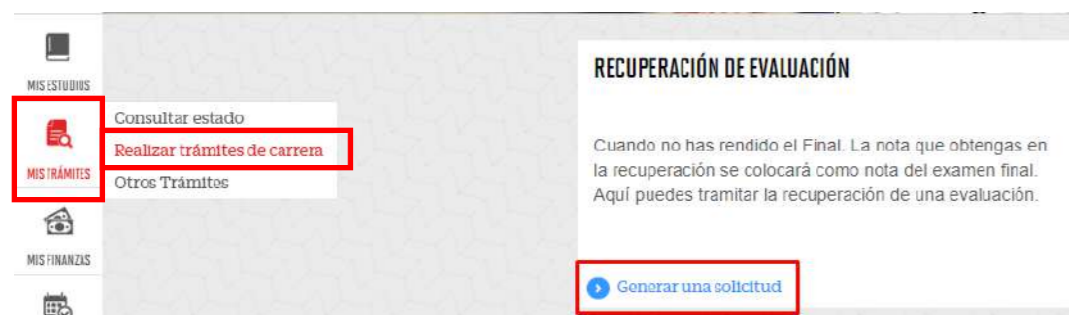 MIS ESTUDIOS
MIS TRÁMITES
MIS FINANZAS
Consultar estado
Realizar trámites de carrera
Otros Trámites
RECUPERACIÓN DE EVALUACIÓN
Cuando no has rendido el Final. La nota que obtengas en
la recuperación se colocará como nota del examen final.
Aquí puedes tramitar la recuperación de una evaluación.
Generar una solicitud